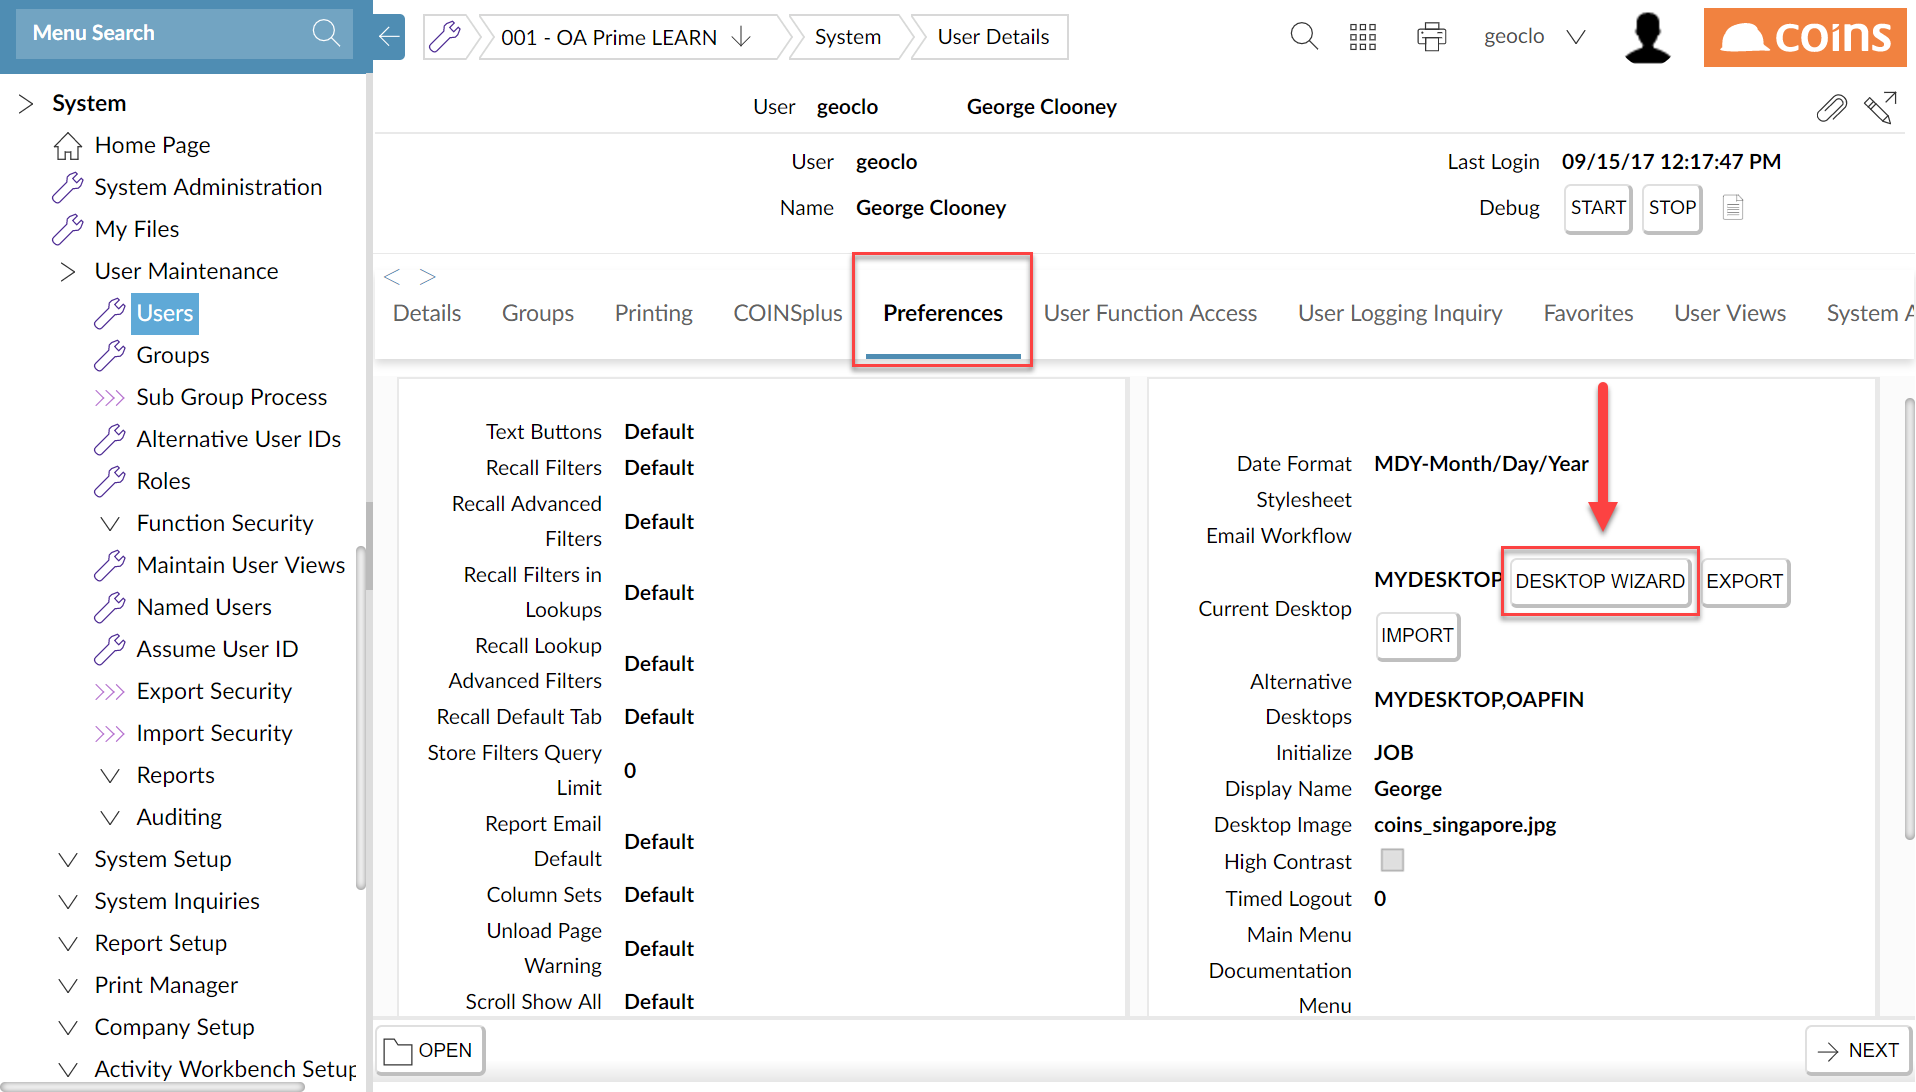 Menu Search
001 - OA Prime LEARN
System
User Details
geoclo
coins
System
Home Page
System Administration
My Files
User Maintenance
Users
Groups
Sub Group Process
Alternative User IDs
Roles
Function Security
Maintain User Views
Named Users
Assume User ID
Export Security
Import Security
Reports
Auditing
System Setup
System Inquiries
Report Setup
Print Manager
Company Setup
Activity Workbench Setup
User geoclo George Clooney
User geoclo
Last Login 09/15/17 12:17:47 PM
Name George Clooney
Debug START STOP
< >
Details Groups Printing COINSplus Preferences User Function Access User Logging Inquiry Favorites User Views System A
Text Buttons Default
Recall Filters Default
Recall Advanced
Filters
Default
Recall Filters in
Lookups
Default
Recall Lookup
Advanced Filters
Default
Recall Default Tab Default
Store Filters Query
Limit
0
Report Email
Default
Default
Column Sets Default
Unload Page
Warning
Default
Scroll Show All Default
Date Format MDY-Month/Day/Year
Stylesheet
Email Workflow
Current Desktop
MYDESKTOP DESKTOP WIZARD EXPORT
IMPORT
Alternative
Desktops
MYDESKTOP,OAPFIN
Initialize JOB
Display Name George
Desktop Image coins_singapore.jpg
High Contrast
Timed Logout 0
Main Menu
Documentation
Menu
OPEN
NEXT